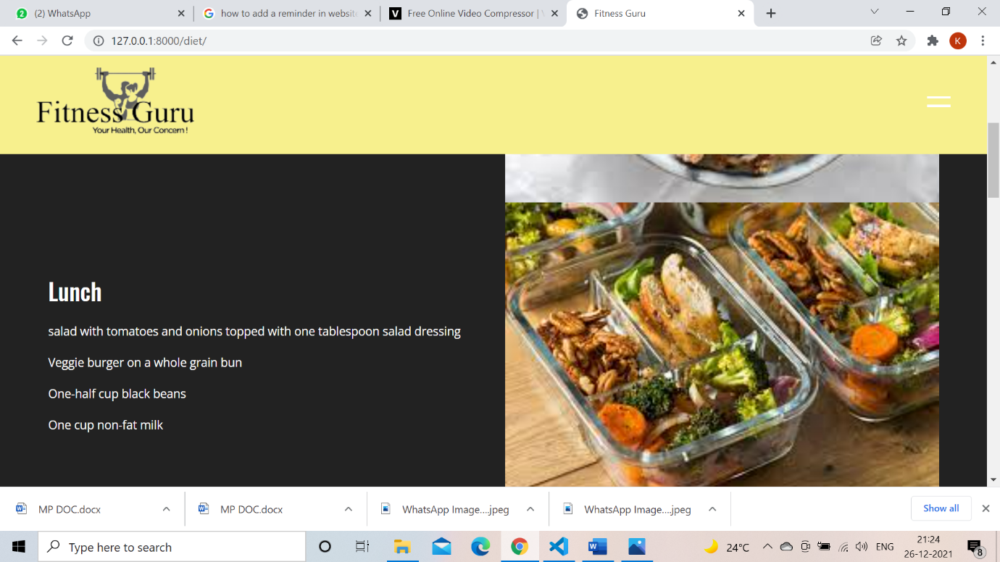 2
(2) WhatsApp
how to add a reminder in website
V
Free Online Video Compressor |
Fitness Guru
127.0.0.1:8000/diet/
K
Fitness Guru
Your Health, Our Concern !
Lunch
salad with tomatoes and onions topped with one tablespoon salad dressing
Veggie burger on a whole grain bun
One-half cup black beans
One cup non-fat milk
MP DOC.docx
MP DOC.docx
WhatsApp Image....jpeg
WhatsApp Image....jpeg
Show all
Type here to search
24°C
ENG
21:24
26-12-2021
8